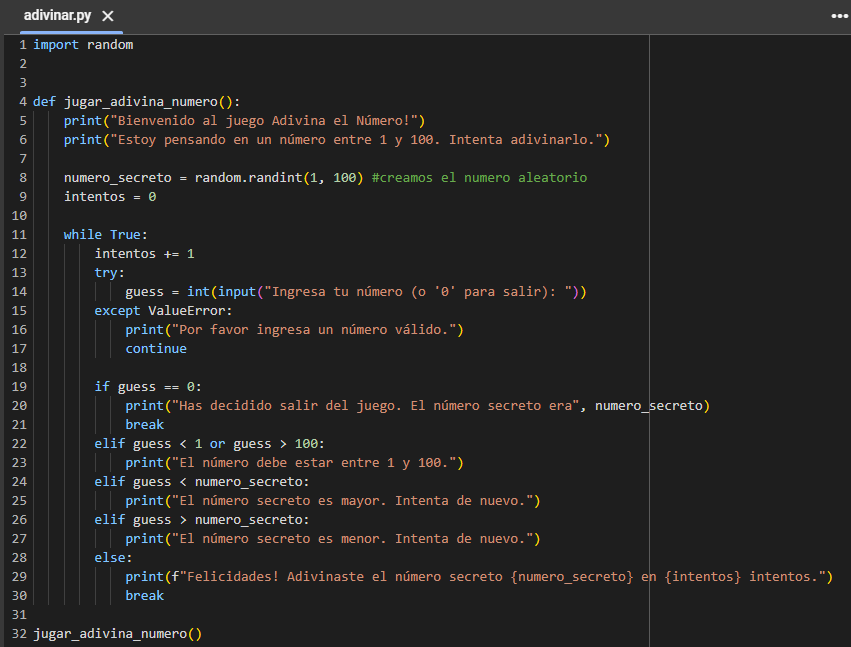 adivinar.py
1 import random
2
3
4 def jugar_adivina_numero():
5     print("Bienvenido al juego Adivina el Número!")
6     print("Estoy pensando en un número entre 1 y 100. Intenta adivinarlo.")
7
8     numero_secreto = random.randint(1, 100) #creamos el numero aleatorio
9     intentos = 0
10
11     while True:
12         intentos += 1
13         try:
14             guess = int(input("Ingresa tu número (o '0' para salir): "))
15         except ValueError:
16             print("Por favor ingresa un número válido.")
17             continue
18
19         if guess == 0:
20             print("Has decidido salir del juego. El número secreto era", numero_secreto)
21             break
22         elif guess < 1 or guess > 100:
23             print("El número debe estar entre 1 y 100.")
24         elif guess < numero_secreto:
25             print("El número secreto es mayor. Intenta de nuevo.")
26         elif guess > numero_secreto:
27             print("El número secreto es menor. Intenta de nuevo.")
28         else:
29             print(f"Felicidades! Adivinaste el número secreto {numero_secreto} en {intentos} intentos.")
30             break
31
32 jugar_adivina_numero()